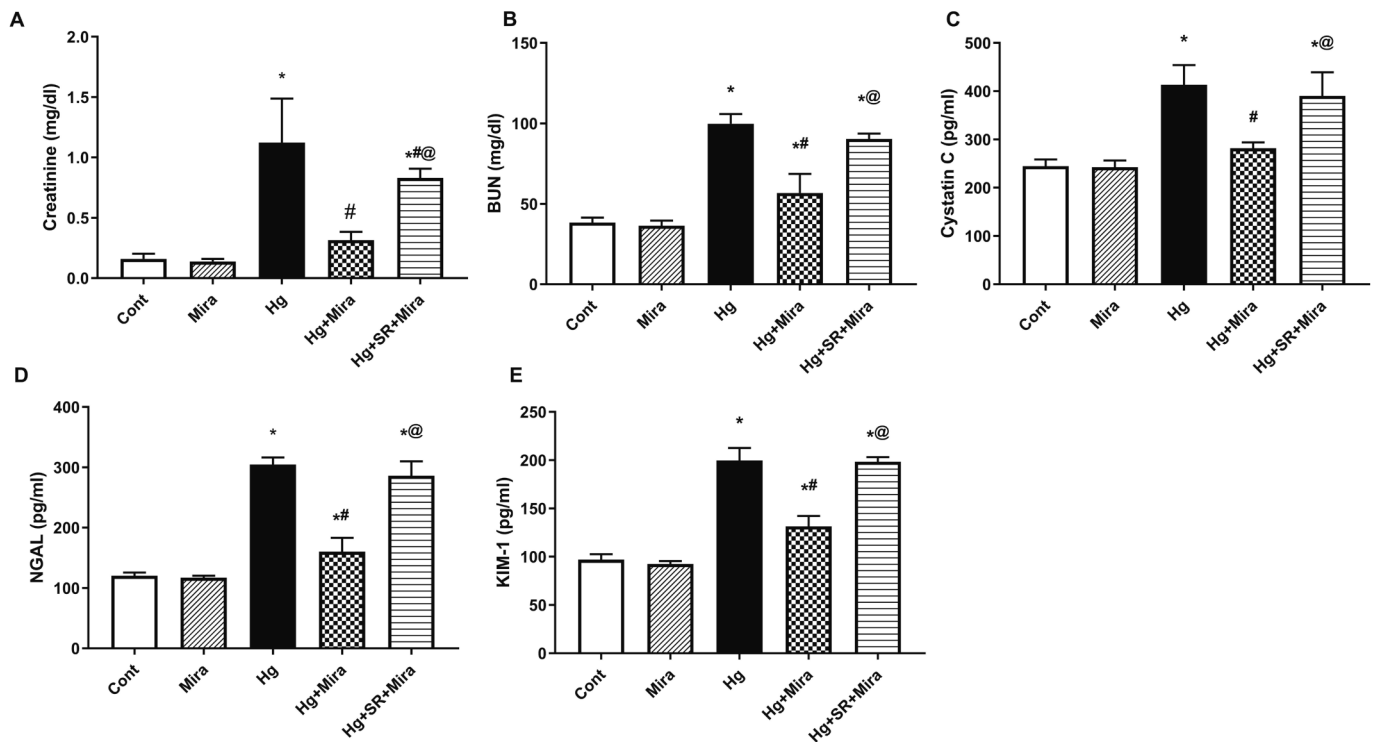 A
Creatinine (mg/dl)
2.0
1.5
1.0
0.5
0.0
*
#
*#@
Cont
Mira
Hg
Hg+Mira
Hg+SR+Mira
B
BUN (mg/dl)
150
100
50
0
*
*#
*@
Cont
Mira
Hg
Hg+Mira
Hg+SR+Mira
C
Cystatin C (pg/ml)
500
400
300
200
100
0
*
#
*@
Cont
Mira
Hg
Hg+Mira
Hg+SR+Mira
D
NGAL (pg/ml)
400
300
200
100
0
*
*#
*@
Cont
Mira
Hg
Hg+Mira
Hg+SR+Mira
E
KIM-1 (pg/ml)
250
200
150
100
50
0
*
*#
*@
Cont
Mira
Hg
Hg+Mira
Hg+SR+Mira